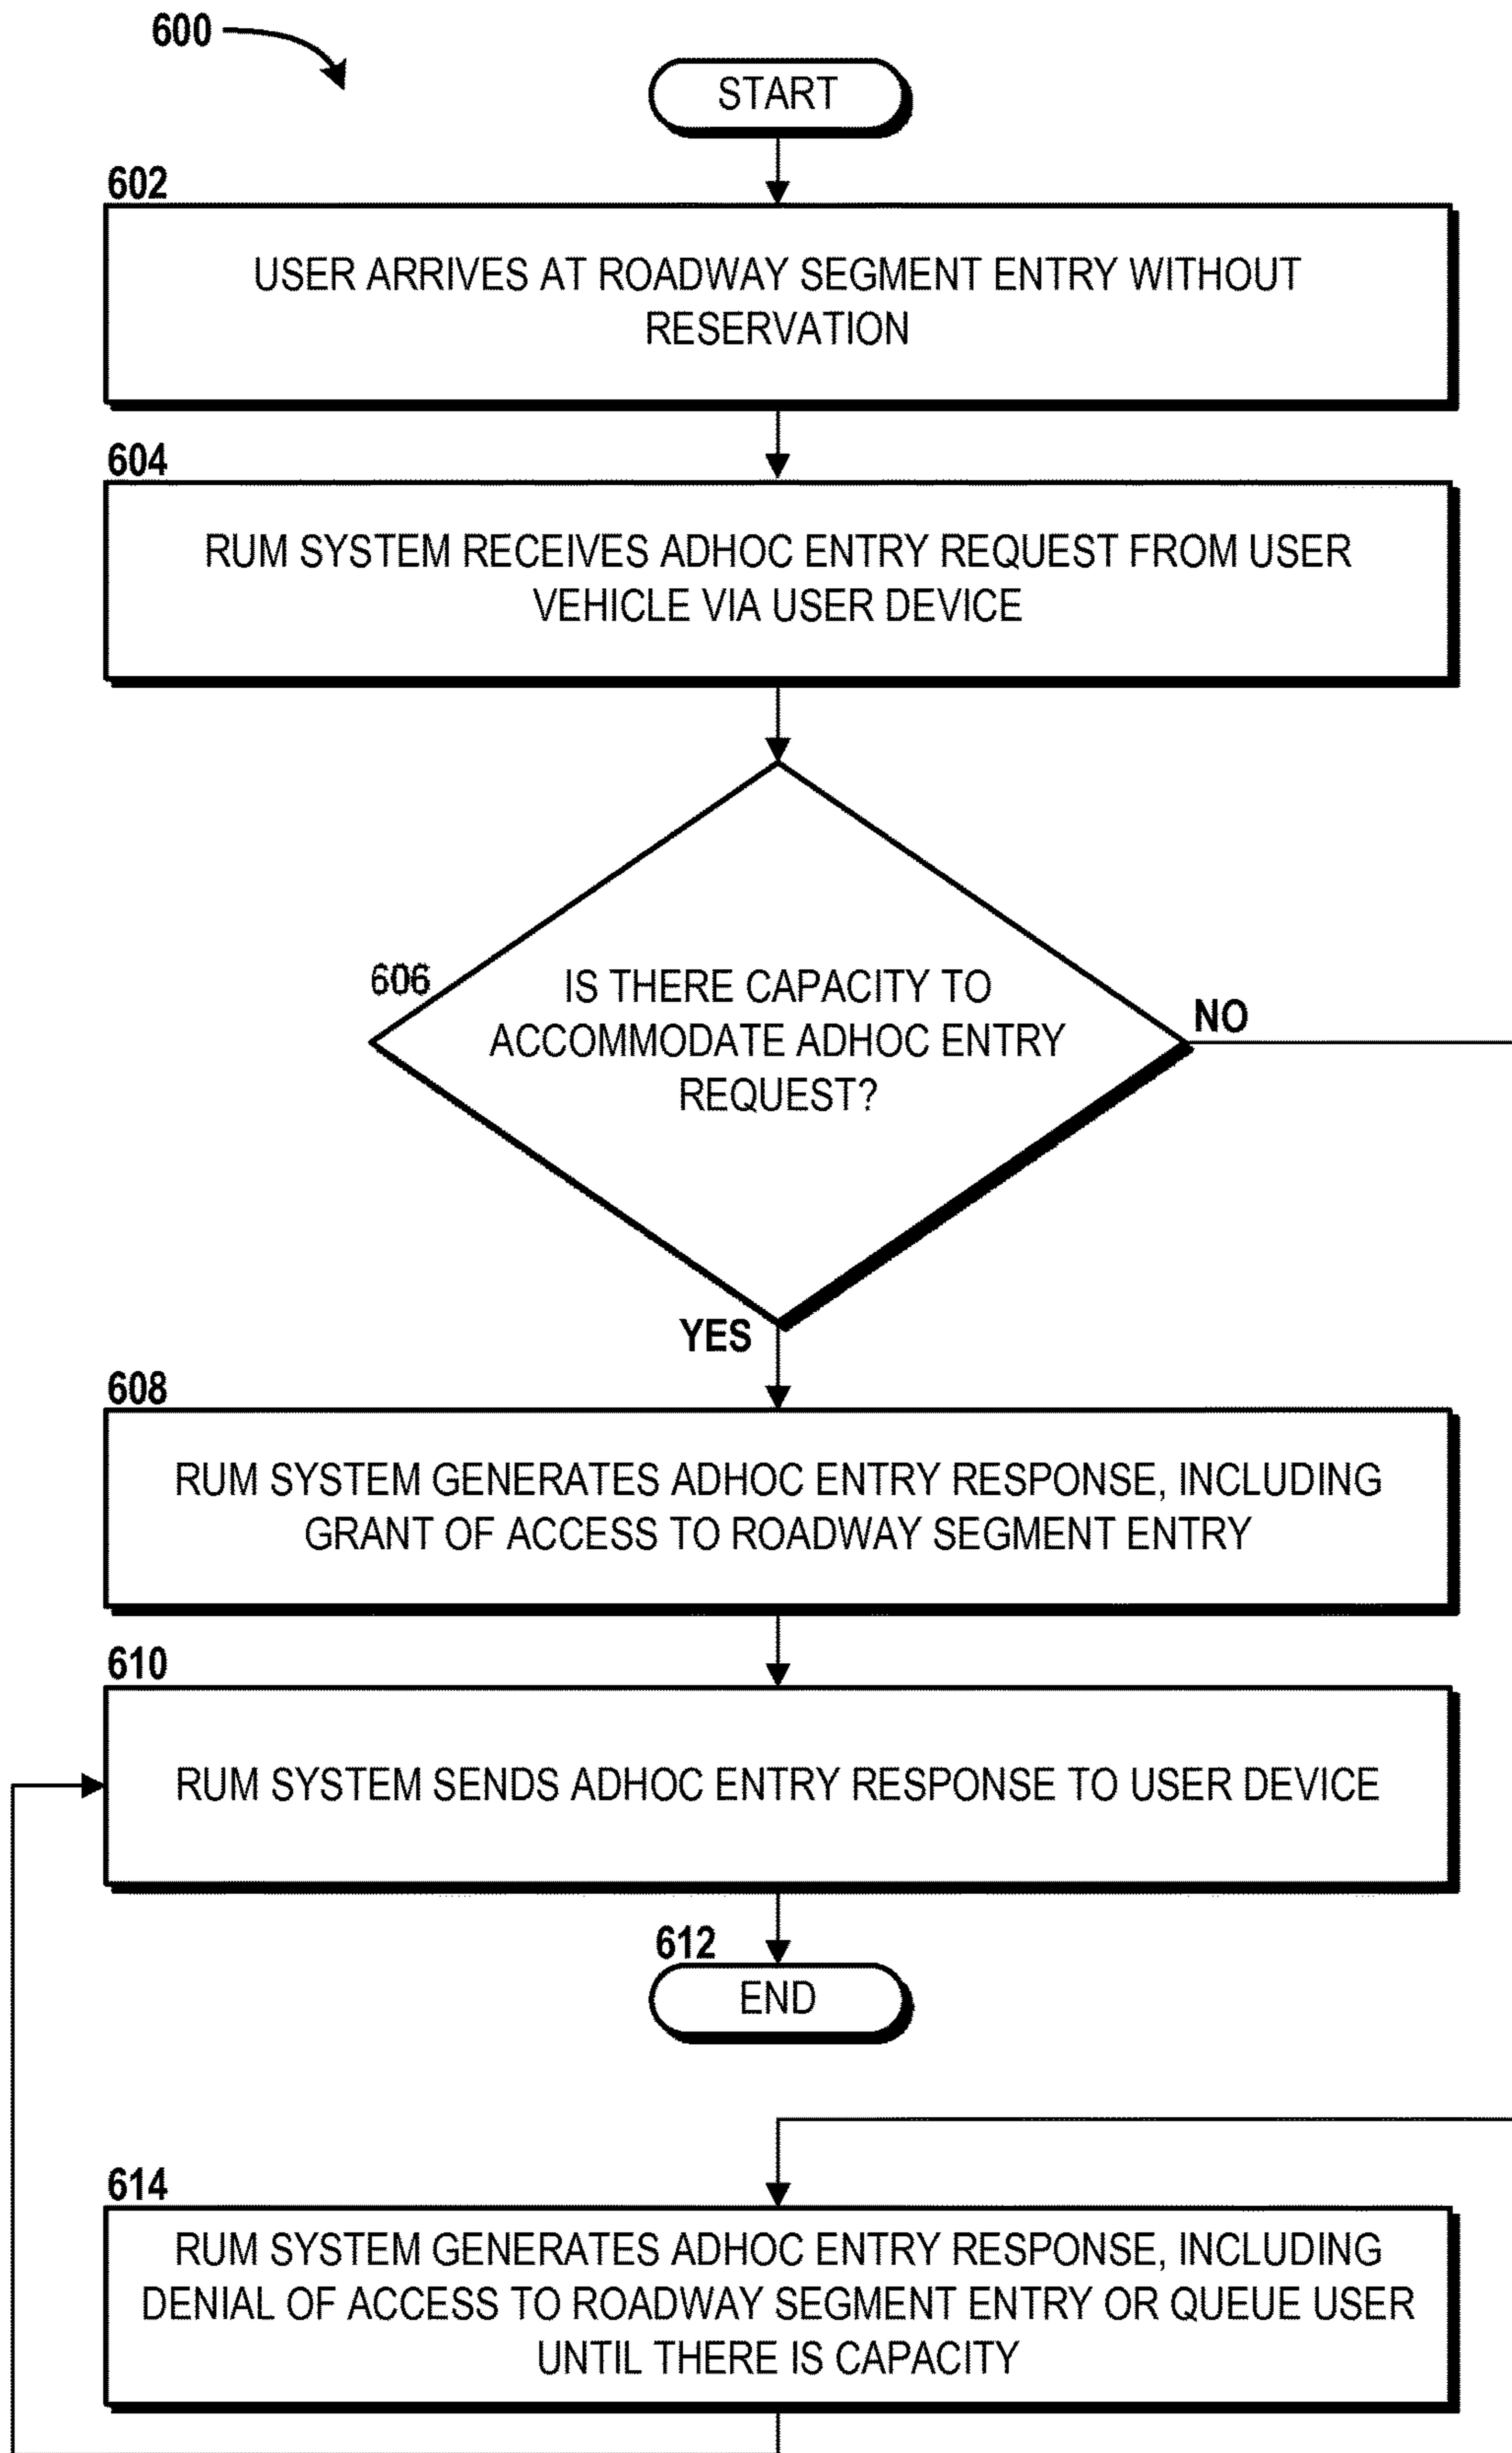 600
START
602
USER ARRIVES AT ROADWAY SEGMENT ENTRY WITHOUT
RESERVATION
604
RUM SYSTEM RECEIVES ADHOC ENTRY REQUEST FROM USER
VEHICLE VIA USER DEVICE
606
IS THERE CAPACITY TO
ACCOMMODATE ADHOC ENTRY
REQUEST?
NO
YES
608
RUM SYSTEM GENERATES ADHOC ENTRY RESPONSE, INCLUDING
GRANT OF ACCESS TO ROADWAY SEGMENT ENTRY
610
RUM SYSTEM SENDS ADHOC ENTRY RESPONSE TO USER DEVICE
612
END
614
RUM SYSTEM GENERATES ADHOC ENTRY RESPONSE, INCLUDING
DENIAL OF ACCESS TO ROADWAY SEGMENT ENTRY OR QUEUE USER
UNTIL THERE IS CAPACITY